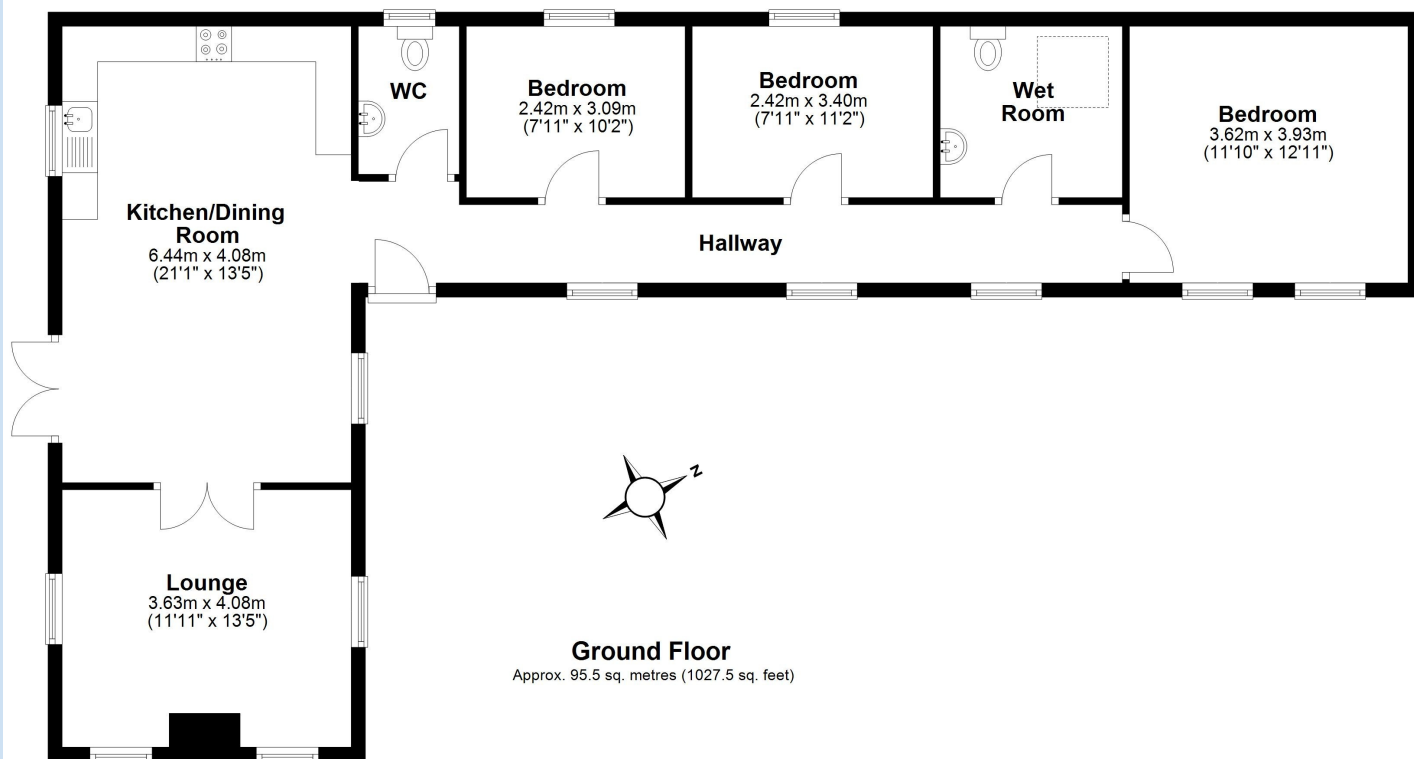 WC
Bedroom
2.42m x 3.09m
(7'11" x 10'2")
Bedroom
2.42m x 3.40m
(7'11" x 11'2")
Wet
Room
Bedroom
3.62m x 3.93m
(11'10" x 12'11")
Kitchen/Dining
Room
6.44m x 4.08m
(21'1" x 13'5")
Hallway
N
Lounge
3.63m x 4.08m
(11'11" x 13'5")
Ground Floor
Approx. 95.5 sq. metres (1027.5 sq. feet)